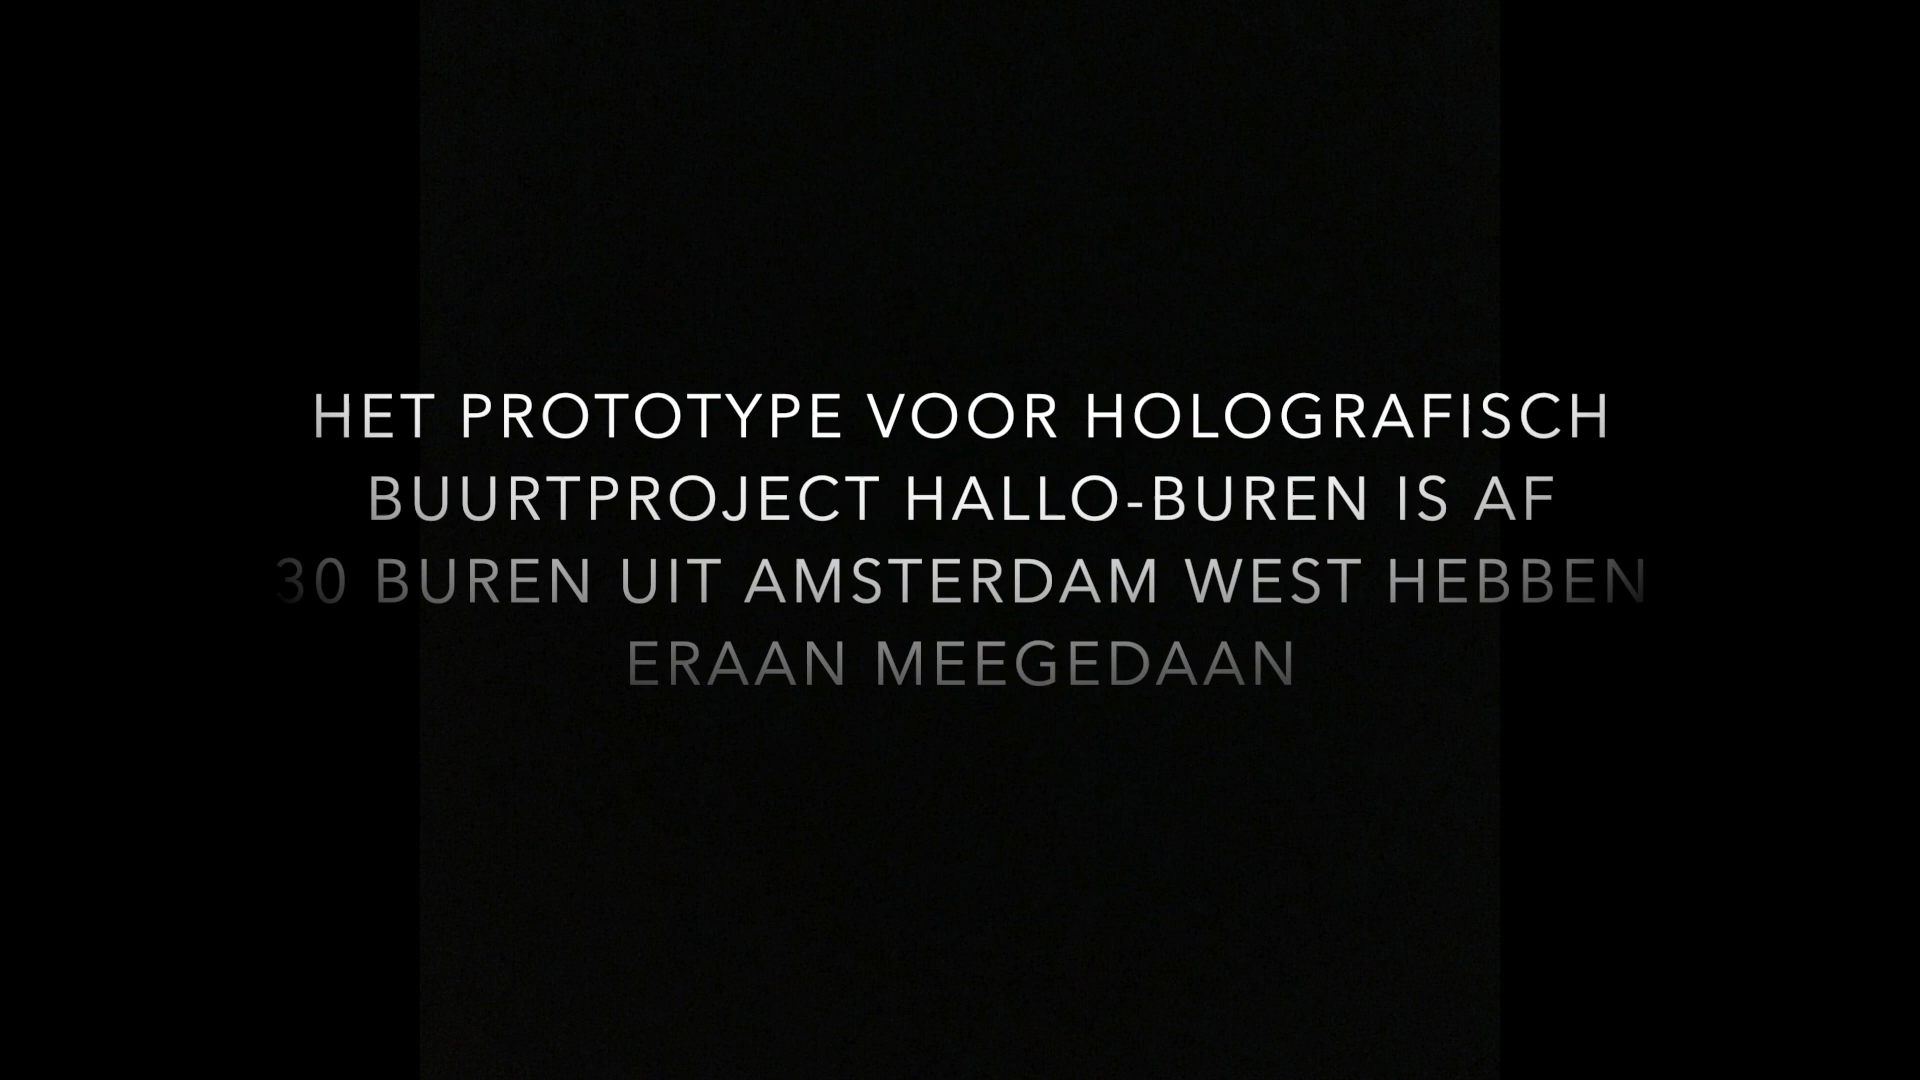 HET PROTOTYPE VOOR HOLOGRAFISCH
BUURTPROJECT HALLO-BUREN IS AF
30 BUREN UIT AMSTERDAM WEST HEBBEN
ERAAN MEEGEDAAN